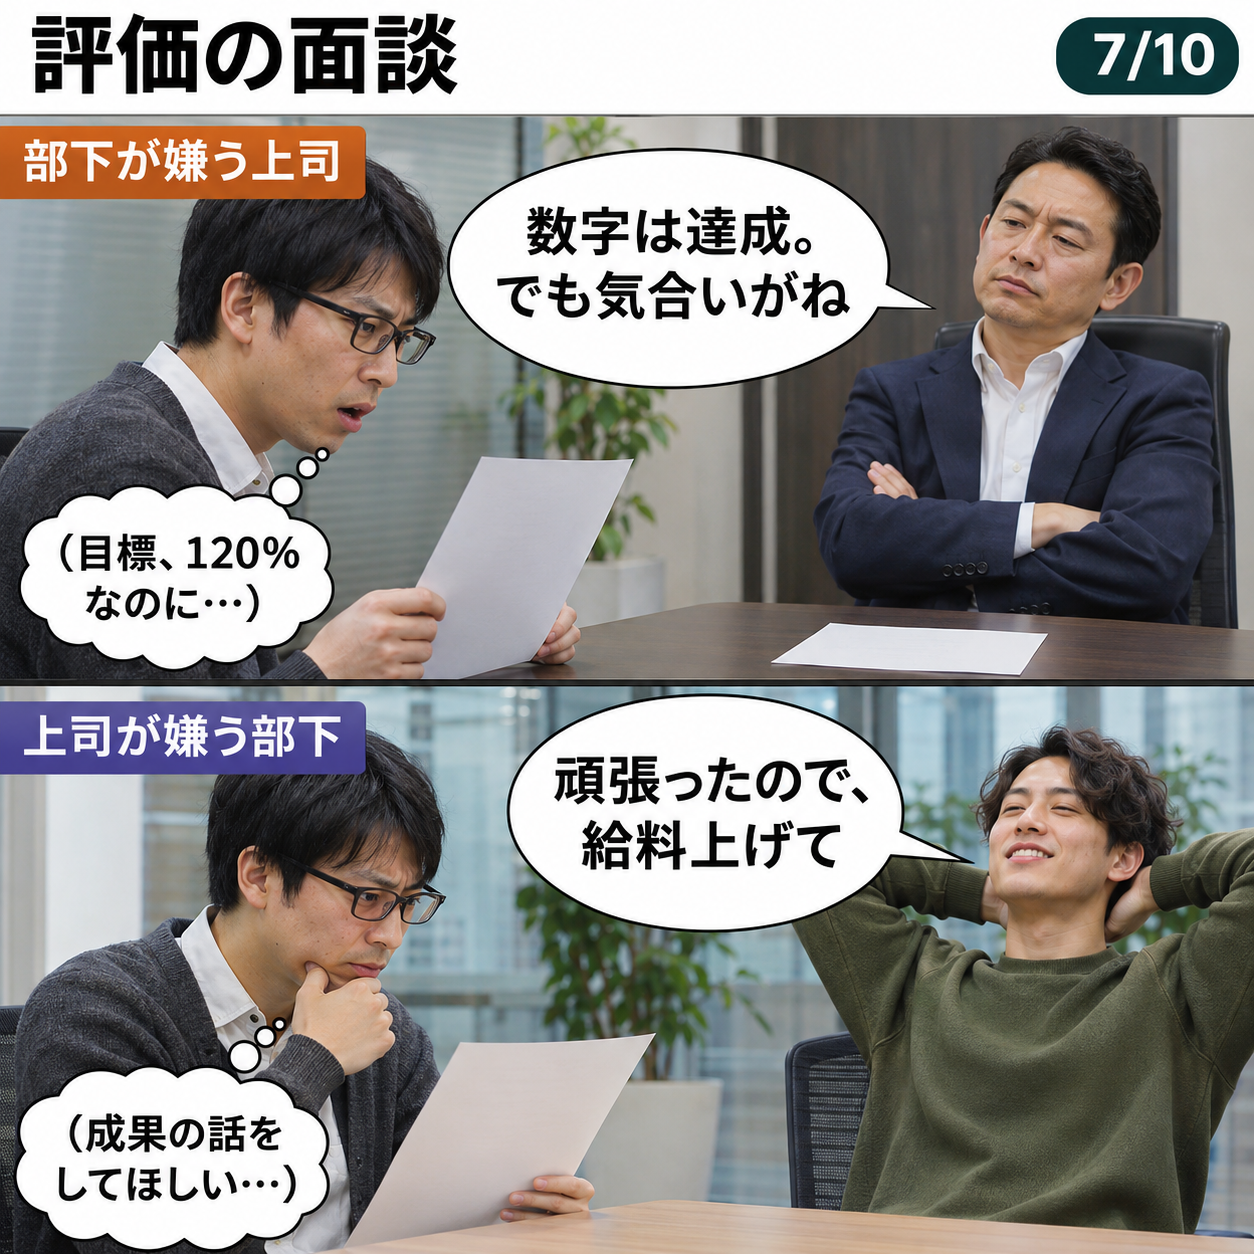 評価の面談
7/10
部下が嫌う上司
数字は達成。
でも気合いがね
（目標、120%
なのに…）
上司が嫌う部下
頑張ったので、
給料上げて
（成果の話を
してほしい…）